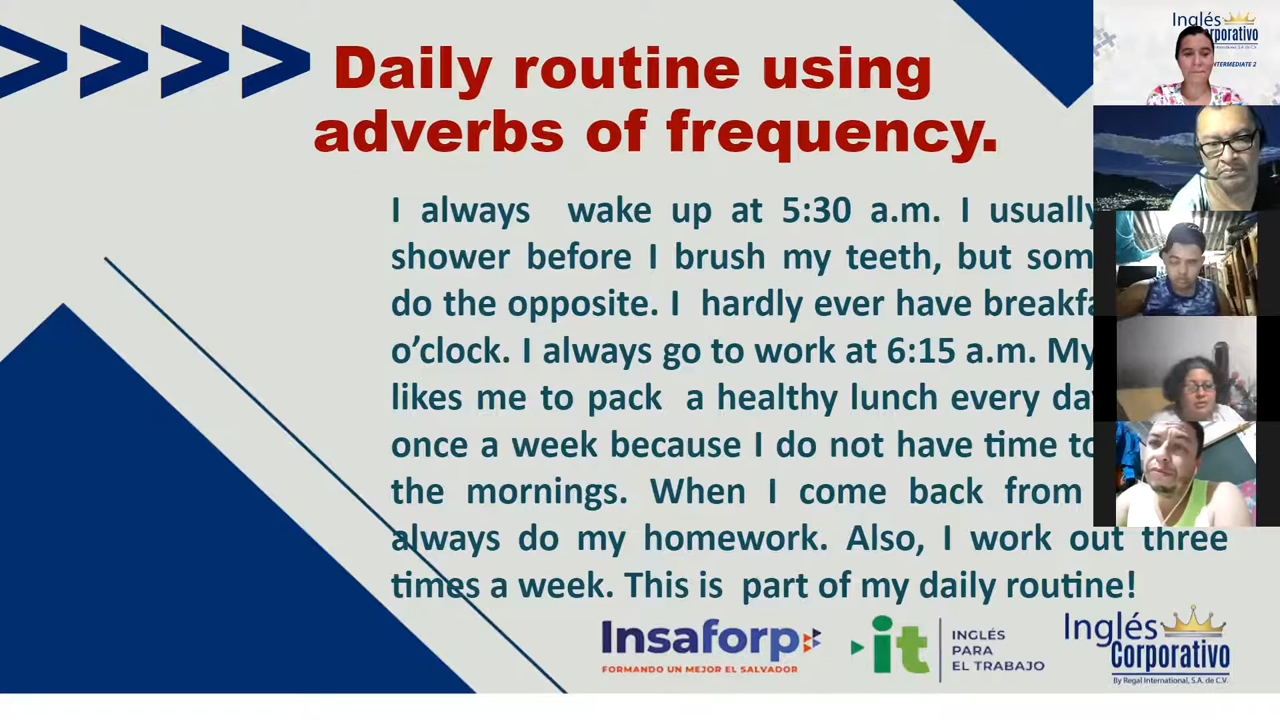 >>>>
Daily routine using
adverbs of frequency.
I always wake up at 5:30 a.m. I usually
shower before I brush my teeth, but som
do the opposite. I hardly ever have breakfa
o’clock. I always go to work at 6:15 a.m. My
likes me to pack a healthy lunch every da
once a week because I do not have time to
the mornings. When I come back from
always do my homework. Also, I work out three
times a week. This is part of my daily routine!
Insaforp
FORMANDO UN MEJOR EL SALVADOR
it
INGLÉS
PARA
EL TRABAJO
Inglés
Corporativo
By Regal International, S.A. de C.V.
Inglés
rporativo
International, S.A. de C.V.
NTERMEDIATE 2